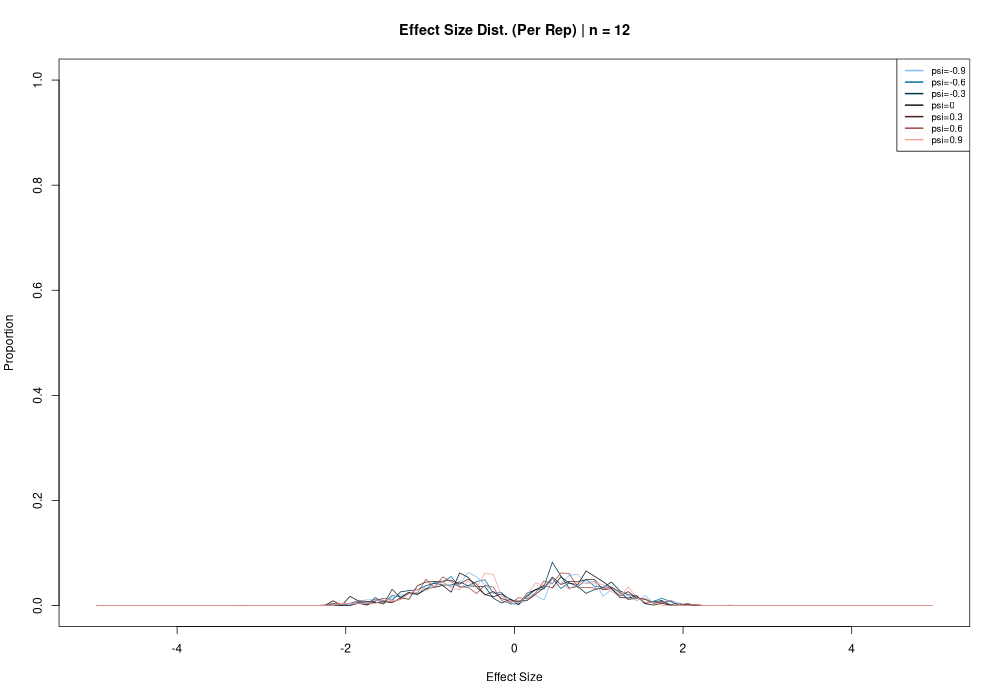 Effect Size Dist. (Per Rep) | n = 12
psi=-0.9
psi=-0.6
psi=-0.3
psi=0
psi=0.3
psi=0.6
psi=0.9
1.0
0.8
0.6
0.4
0.2
0.0
Proportion
-4 -2 0 2 4
Effect Size